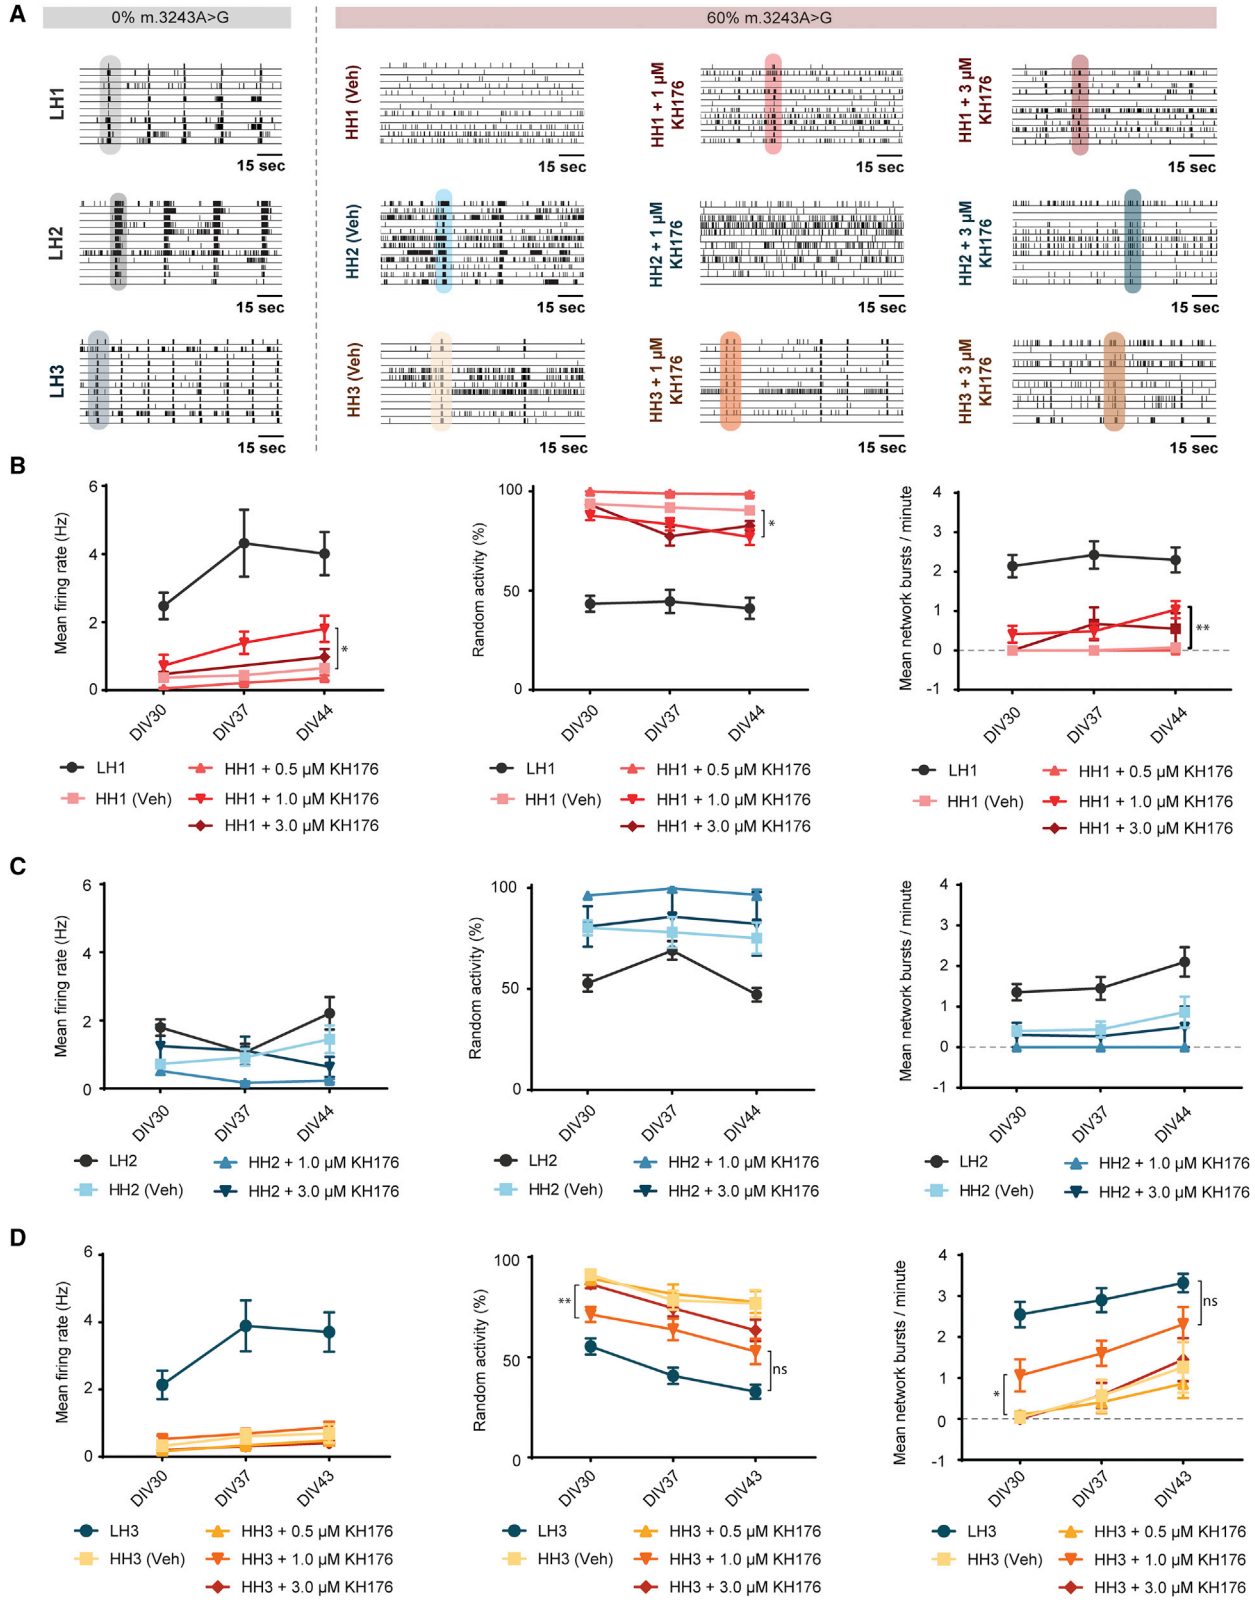 A
0% m.3243A>G
60% m.3243A>G
LH1
15 sec
HH1 (Veh)
15 sec
HH1 + 1 µM
KH176
15 sec
HH1 + 3 µM
KH176
15 sec
LH2
15 sec
HH2 (Veh)
15 sec
HH2 + 1 µM
KH176
15 sec
HH2 + 3 µM
KH176
15 sec
LH3
15 sec
HH3 (Veh)
15 sec
HH3 + 1 µM
KH176
15 sec
HH3 + 3 µM
KH176
15 sec
B
Mean firing rate (Hz)
6
4
2
0
*
DIV30
DIV37
DIV44
LH1
HH1 (Veh)
HH1 + 0.5 µM KH176
HH1 + 1.0 µM KH176
HH1 + 3.0 µM KH176
Random activity (%)
100
50
0
*
DIV30
DIV37
DIV44
LH1
HH1 (Veh)
HH1 + 0.5 µM KH176
HH1 + 1.0 µM KH176
HH1 + 3.0 µM KH176
Mean network bursts / minute
4
3
2
1
0
-1
**
DIV30
DIV37
DIV44
LH1
HH1 (Veh)
HH1 + 0.5 µM KH176
HH1 + 1.0 µM KH176
HH1 + 3.0 µM KH176
C
Mean firing rate (Hz)
6
4
2
0
DIV30
DIV37
DIV44
LH2
HH2 (Veh)
HH2 + 1.0 µM KH176
HH2 + 3.0 µM KH176
Random activity (%)
100
50
0
DIV30
DIV37
DIV44
LH2
HH2 (Veh)
HH2 + 1.0 µM KH176
HH2 + 3.0 µM KH176
Mean network bursts / minute
4
3
2
1
0
-1
DIV30
DIV37
DIV44
LH2
HH2 (Veh)
HH2 + 1.0 µM KH176
HH2 + 3.0 µM KH176
D
Mean firing rate (Hz)
6
4
2
0
DIV30
DIV37
DIV43
LH3
HH3 (Veh)
HH3 + 0.5 µM KH176
HH3 + 1.0 µM KH176
HH3 + 3.0 µM KH176
Random activity (%)
100
50
0
**
ns
DIV30
DIV37
DIV43
LH3
HH3 (Veh)
HH3 + 0.5 µM KH176
HH3 + 1.0 µM KH176
HH3 + 3.0 µM KH176
Mean network bursts / minute
4
3
2
1
0
-1
*
ns
DIV30
DIV37
DIV43
LH3
HH3 (Veh)
HH3 + 0.5 µM KH176
HH3 + 1.0 µM KH176
HH3 + 3.0 µM KH176